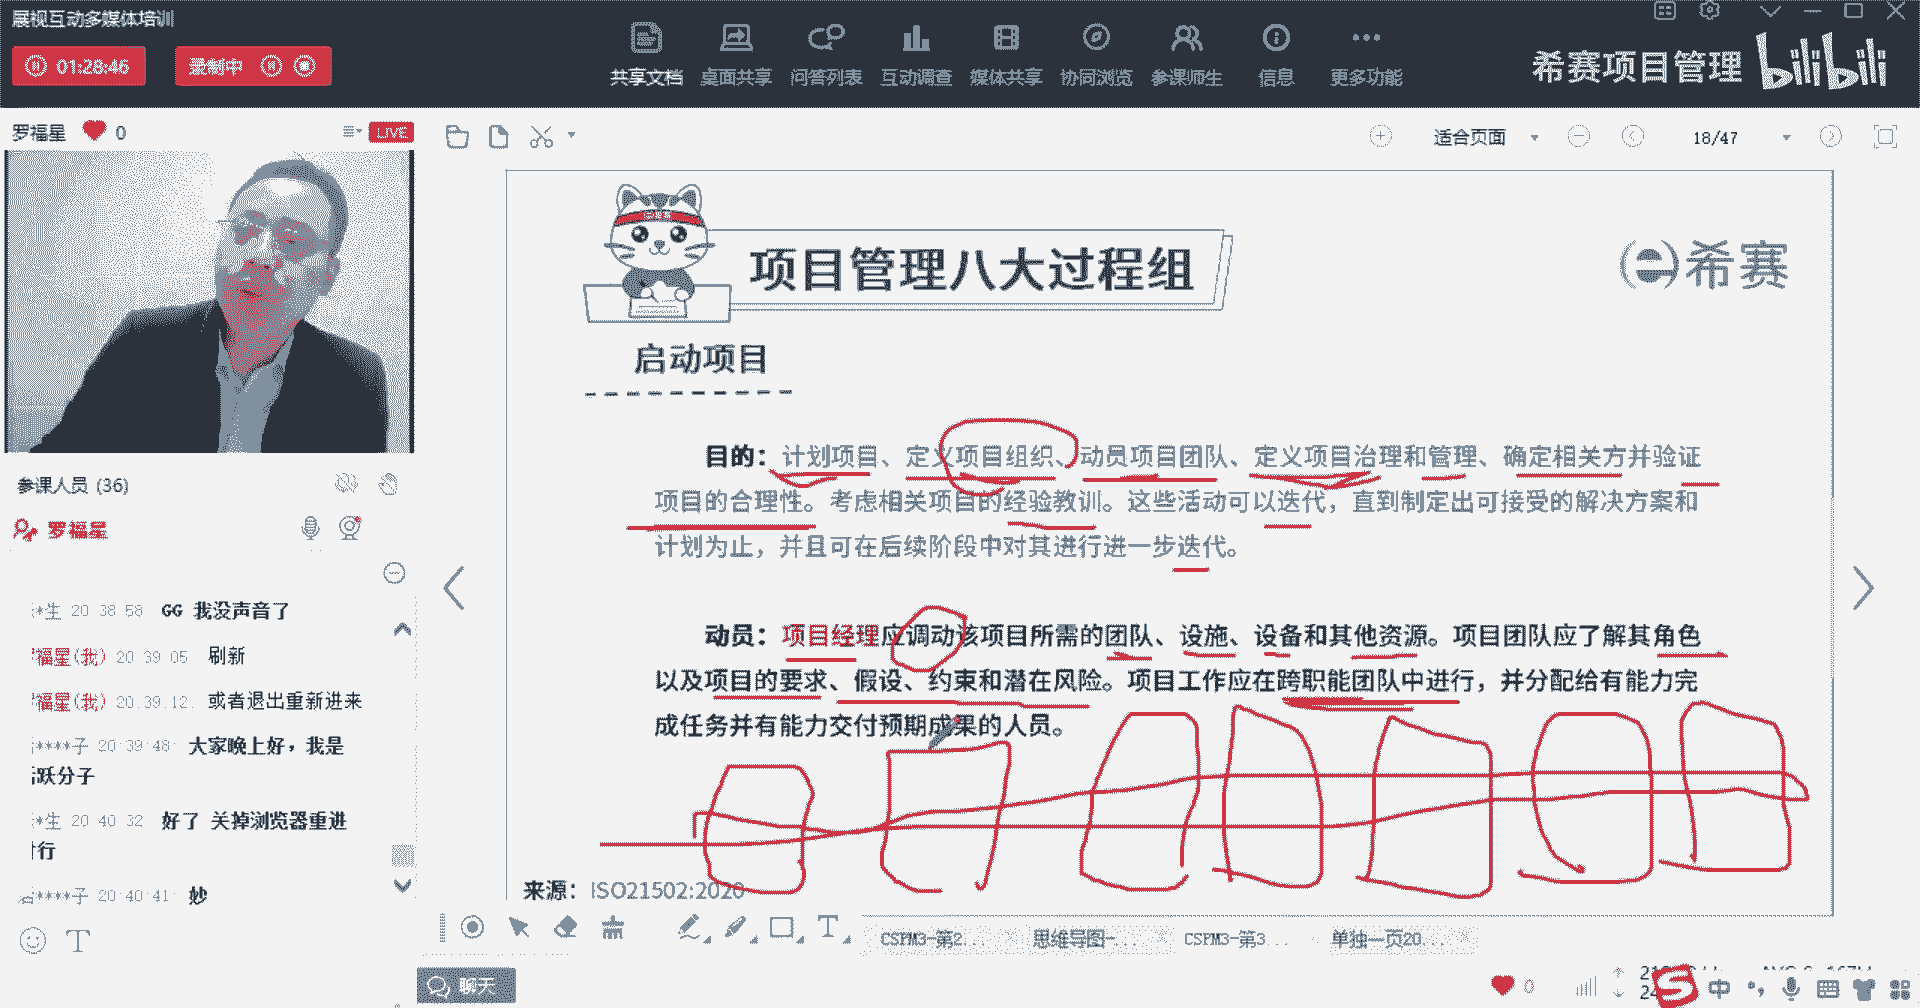 展视互动多媒体培训
01:28:46
录制中
共享文档 桌面共享 问答列表 互动调查 媒体共享 协同浏览 参课师生 信息 更多功能
希赛项目管理 bilibili
罗福星 0
LIVE
适合页面
18/47
项目管理八大过程组
希赛
启动项目
目的：计划项目、定义项目组织、动员项目团队、定义项目治理和管理、确定相关方并验证
项目的合理性。考虑相关项目的经验教训。这些活动可以迭代，直到制定出可接受的解决方案和
计划为止，并且可在后续阶段中对其进行进一步迭代。
动员：项目经理应调动该项目所需的团队、设施、设备和其他资源。项目团队应了解其角色
以及项目的要求、假设、约束和潜在风险。项目工作应在跨职能团队中进行，并分配给有能力完
成任务并有能力交付预期成果的人员。
来源：ISO21502:2020
参课人员 (36)
罗福星
*生 20 38 58 GG 我没声音了
福星(我) 20 39 05 刷新
福星(我) 20.39.12. 或者退出重新进来
****子 20 39 48 大家晚上好，我是
跃分子
*生 20 40 32 好了 关掉浏览器重进
行
****子 20 40 41 妙
T
T
CSPM3-第2...
思维导图-...
CSPM3-第3...
单独一页20...
聊天
0
中